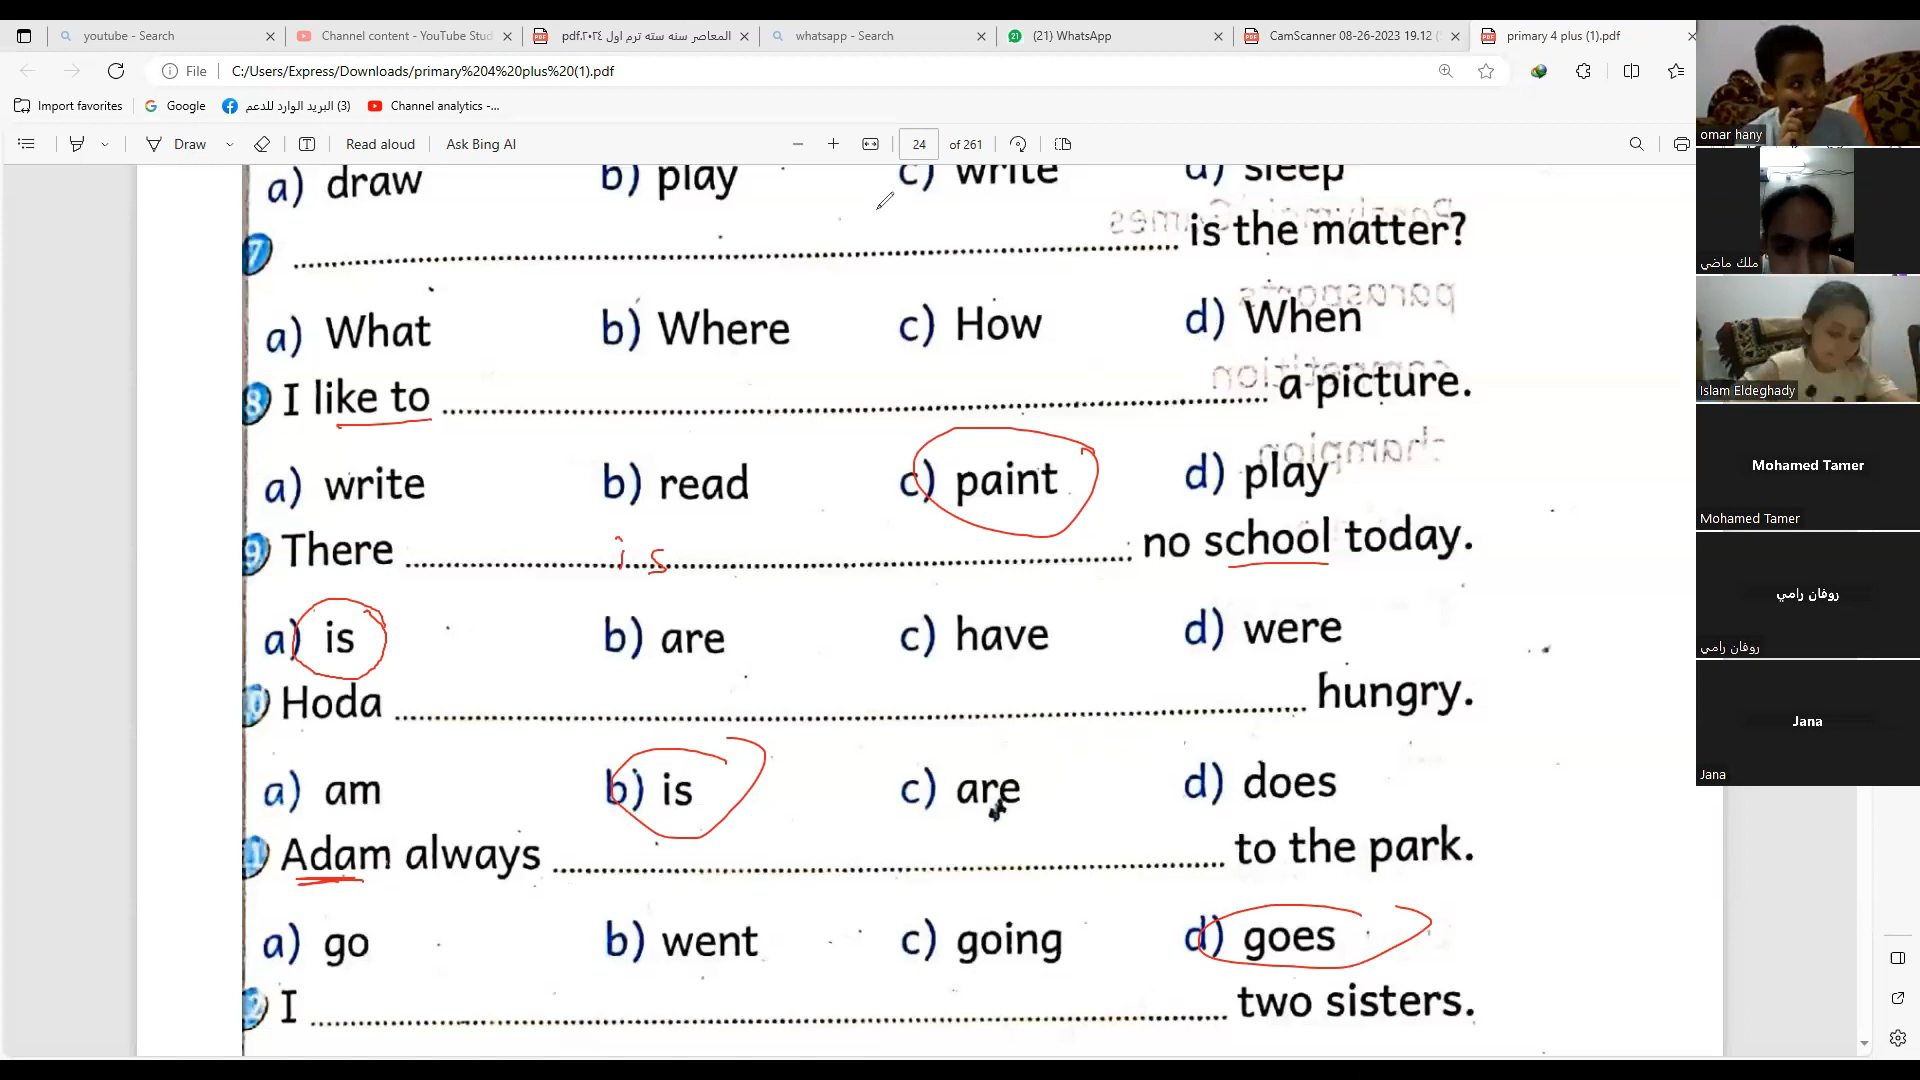 youtube - Search
Channel content - YouTube Stud
المعاصر سنه سته ترم اول ٢٠٢٤.pdf
whatsapp - Search
(21) WhatsApp
CamScanner 08-26-2023 19.12 (
primary 4 plus (1).pdf
File
C:/Users/Express/Downloads/primary%204%20plus%20(1).pdf
Import favorites
Google
(3) البريد الوارد للدعم
Channel analytics -...
Draw
Read aloud
Ask Bing AI
24 of 261
a) draw b) play c) write d) sleep
7 ........ is the matter?
a) What b) Where c) How d) When
8 I like to ........ a picture.
a) write b) read c) paint d) play
9 There ... is ... no school today.
a) is b) are c) have d) were
10 Hoda ........ hungry.
a) am b) is c) are d) does
11 Adam always ........ to the park.
a) go b) went c) going d) goes
12 I ........ two sisters.
omar hany
ملك ماضي
Islam Eldeghady
Mohamed Tamer
Mohamed Tamer
روفان رامي
روفان رامي
Jana
Jana